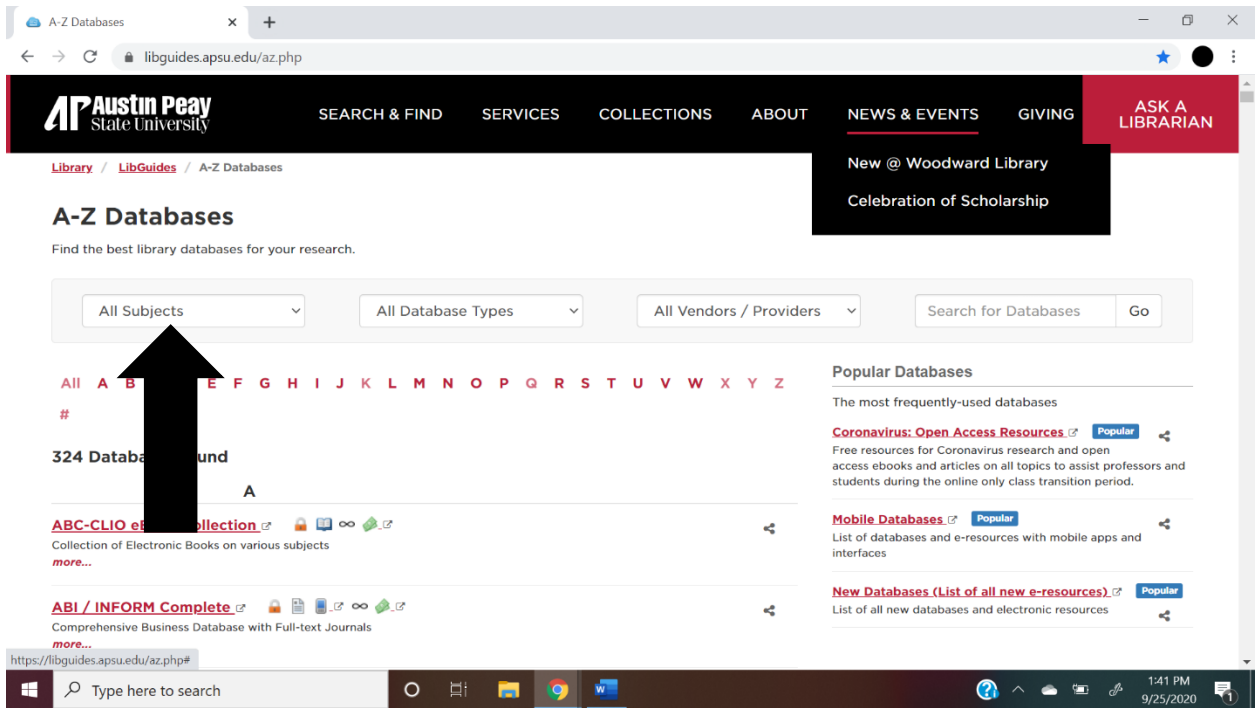 A-Z Databases
libguides.apsu.edu/az.php
AP Austin Peay
State University
SEARCH & FIND SERVICES COLLECTIONS ABOUT NEWS & EVENTS GIVING
ASK A
LIBRARIAN
Library / LibGuides / A-Z Databases
New @ Woodward Library
Celebration of Scholarship
A-Z Databases
Find the best library databases for your research.
All Subjects All Database Types All Vendors / Providers Search for Databases Go
All A B E F G H I J K L M N O P Q R S T U V W X Y Z
#
324 Databa und
A
ABC-CLIO eB ollection
Collection of Electronic Books on various subjects
more...
ABI / INFORM Complete
Comprehensive Business Database with Full-text Journals
more...
Popular Databases
The most frequently-used databases
Coronavirus: Open Access Resources Popular
Free resources for Coronavirus research and open
access ebooks and articles on all topics to assist professors and
students during the online only class transition period.
Mobile Databases Popular
List of databases and e-resources with mobile apps and
interfaces
New Databases (List of all new e-resources) Popular
List of all new databases and electronic resources
https://libguides.apsu.edu/az.php#
Type here to search
1:41 PM
9/25/2020
1